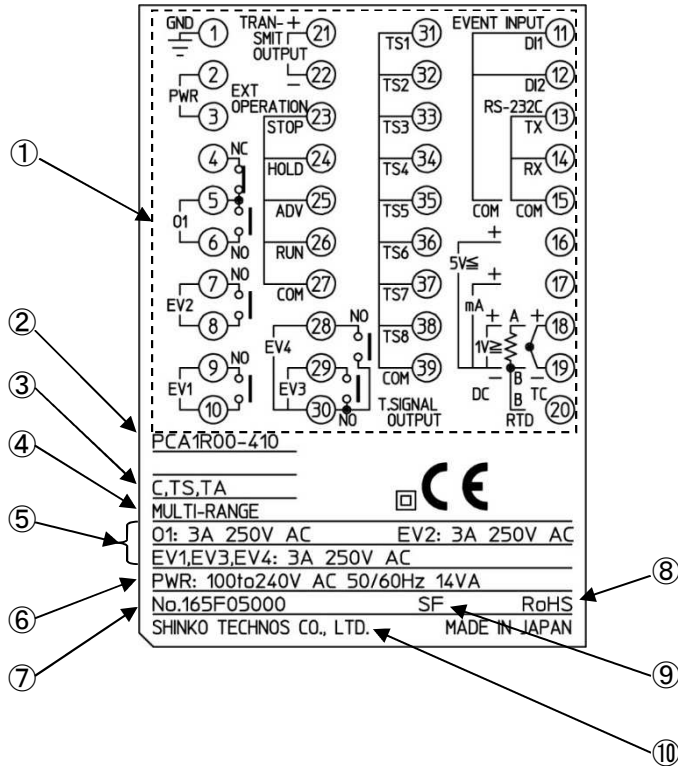 GND ① TRAN- + ㉑ ㉛ EVENT INPUT ⑪
SMIT TS1 DI1
OUTPUT
② - ㉒ ㉜ ⑫
PWR EXT TS2 DI2
OPERATION RS-232C
③ STOP ㉓ TS3 ㉝ TX ⑬
① ④ NC HOLD ㉔ TS4 ㉞ RX ⑭
⑤ ADV ㉕ TS5 ㉟ COM COM ⑮
O1 +
⑥ NO RUN ㉖ TS6 ㊱ 5V≦ ⑯
⑦ NO COM ㉗ TS7 ㊲ + ⑰
EV2 mA
⑧ ㉘ NO TS8 ㊳ + A + ⑱
EV4 1V≧
② ⑨ NO EV3 ㉙ COM ㊴ - B - ⑲
EV1 DC B TC
③ ⑩ ㉚ NO T.SIGNAL RTD ⑳
OUTPUT
PCA1R00-410
④ C,TS,TA CE
MULTI-RANGE
⑤ O1: 3A 250V AC EV2: 3A 250V AC
EV1,EV3,EV4: 3A 250V AC
⑥ PWR: 100to240V AC 50/60Hz 14VA ⑧
⑦ No.165F05000 SF RoHS
SHINKO TECHNOS CO., LTD. MADE IN JAPAN ⑨
⑩